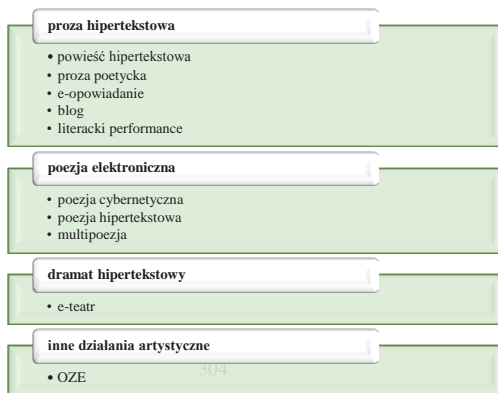 proza hipertekstowa
• powieść hipertekstowa
• proza poetycka
• e-opowiadanie
• blog
• literacki performance
poezja elektroniczna
• poezja cybernetyczna
• poezja hipertekstowa
• multipoezja
dramat hipertekstowy
• e-teatr
inne działania artystyczne
• OZE
304